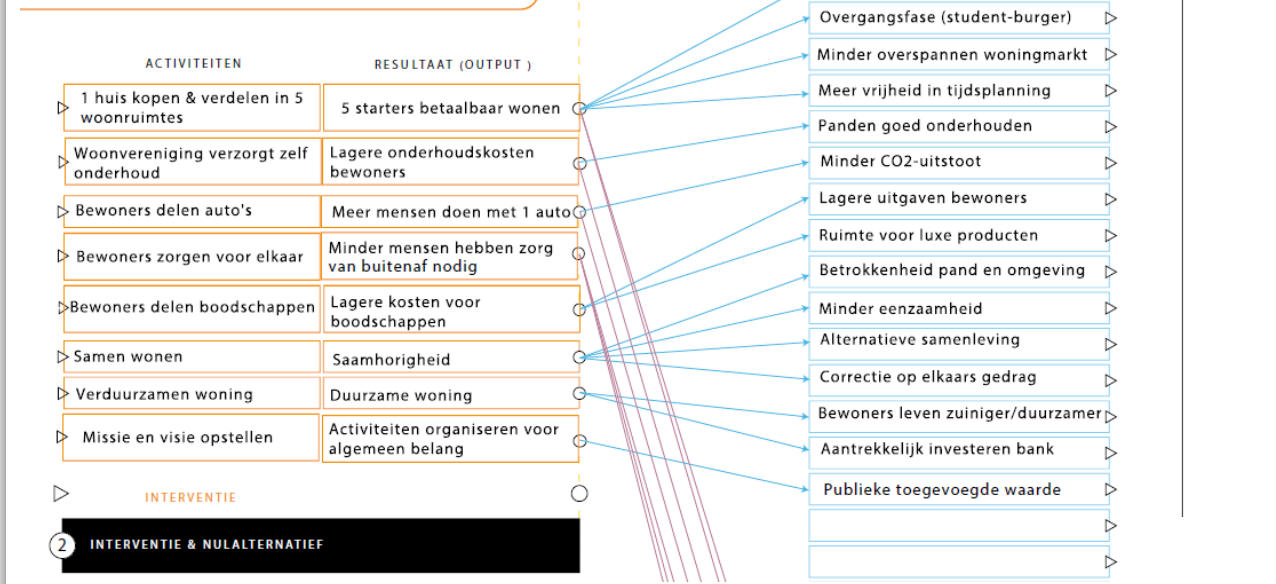 ACTIVITEITEN
RESULTAAT (OUTPUT )
1 huis kopen & verdelen in 5
woonruimtes
5 starters betaalbaar wonen
Woonvereniging verzorgt zelf
onderhoud
Lagere onderhoudskosten
bewoners
Bewoners delen auto's
Meer mensen doen met 1 auto
Bewoners zorgen voor elkaar
Minder mensen hebben zorg
van buitenaf nodig
Bewoners delen boodschappen
Lagere kosten voor
boodschappen
Samen wonen
Saamhorigheid
Verduurzamen woning
Duurzame woning
Missie en visie opstellen
Activiteiten organiseren voor
algemeen belang
INTERVENTIE
2
INTERVENTIE & NULALTERNATIEF
Overgangsfase (student-burger)
Minder overspannen woningmarkt
Meer vrijheid in tijdsplanning
Panden goed onderhouden
Minder CO2-uitstoot
Lagere uitgaven bewoners
Ruimte voor luxe producten
Betrokkenheid pand en omgeving
Minder eenzaamheid
Alternatieve samenleving
Correctie op elkaars gedrag
Bewoners leven zuiniger/duurzamer
Aantrekkelijk investeren bank
Publieke toegevoegde waarde